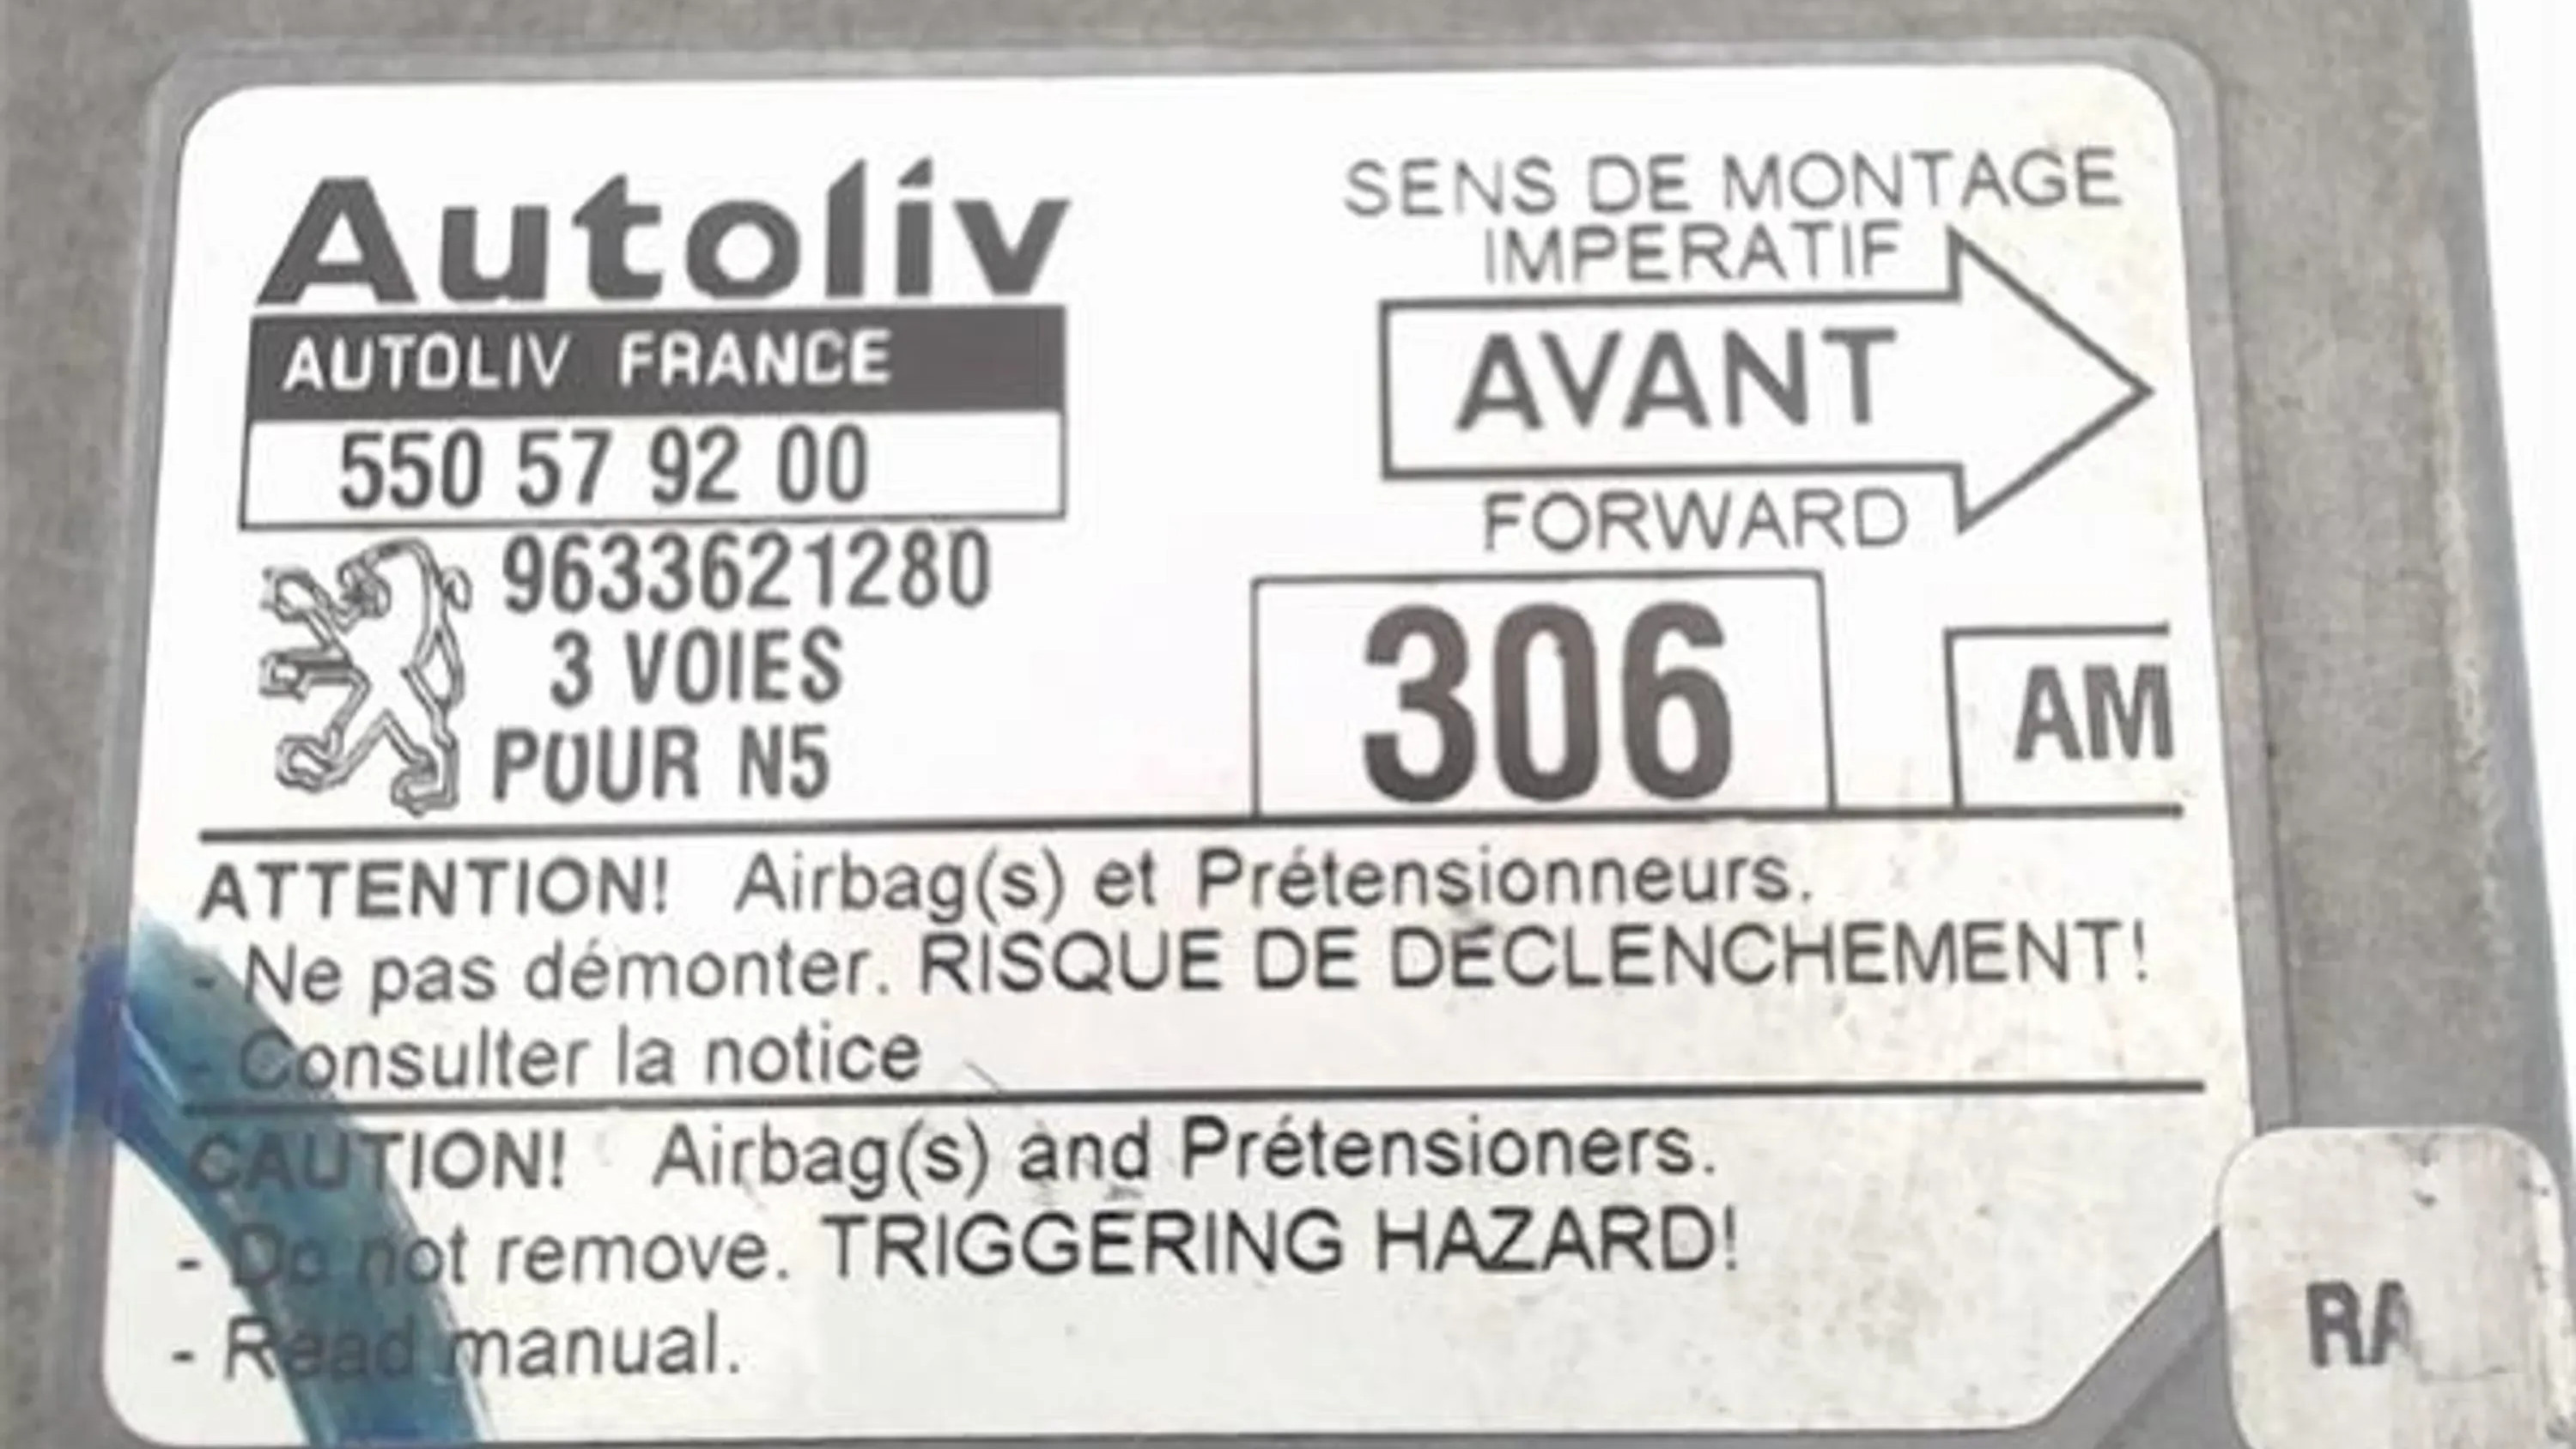 Autoliv
AUTOLIV FRANCE
550 57 92 00
9633621280
3 VOIES
POUR N5
SENS DE MONTAGE
IMPERATIF
AVANT
FORWARD
306
AM
ATTENTION! Airbag(s) et Prétensionneurs.
- Ne pas démonter. RISQUE DE DÉCLENCHEMENT!
- Consulter la notice
CAUTION! Airbag(s) and Prétensioners.
- Do not remove. TRIGGERING HAZARD!
- Read manual.
RA